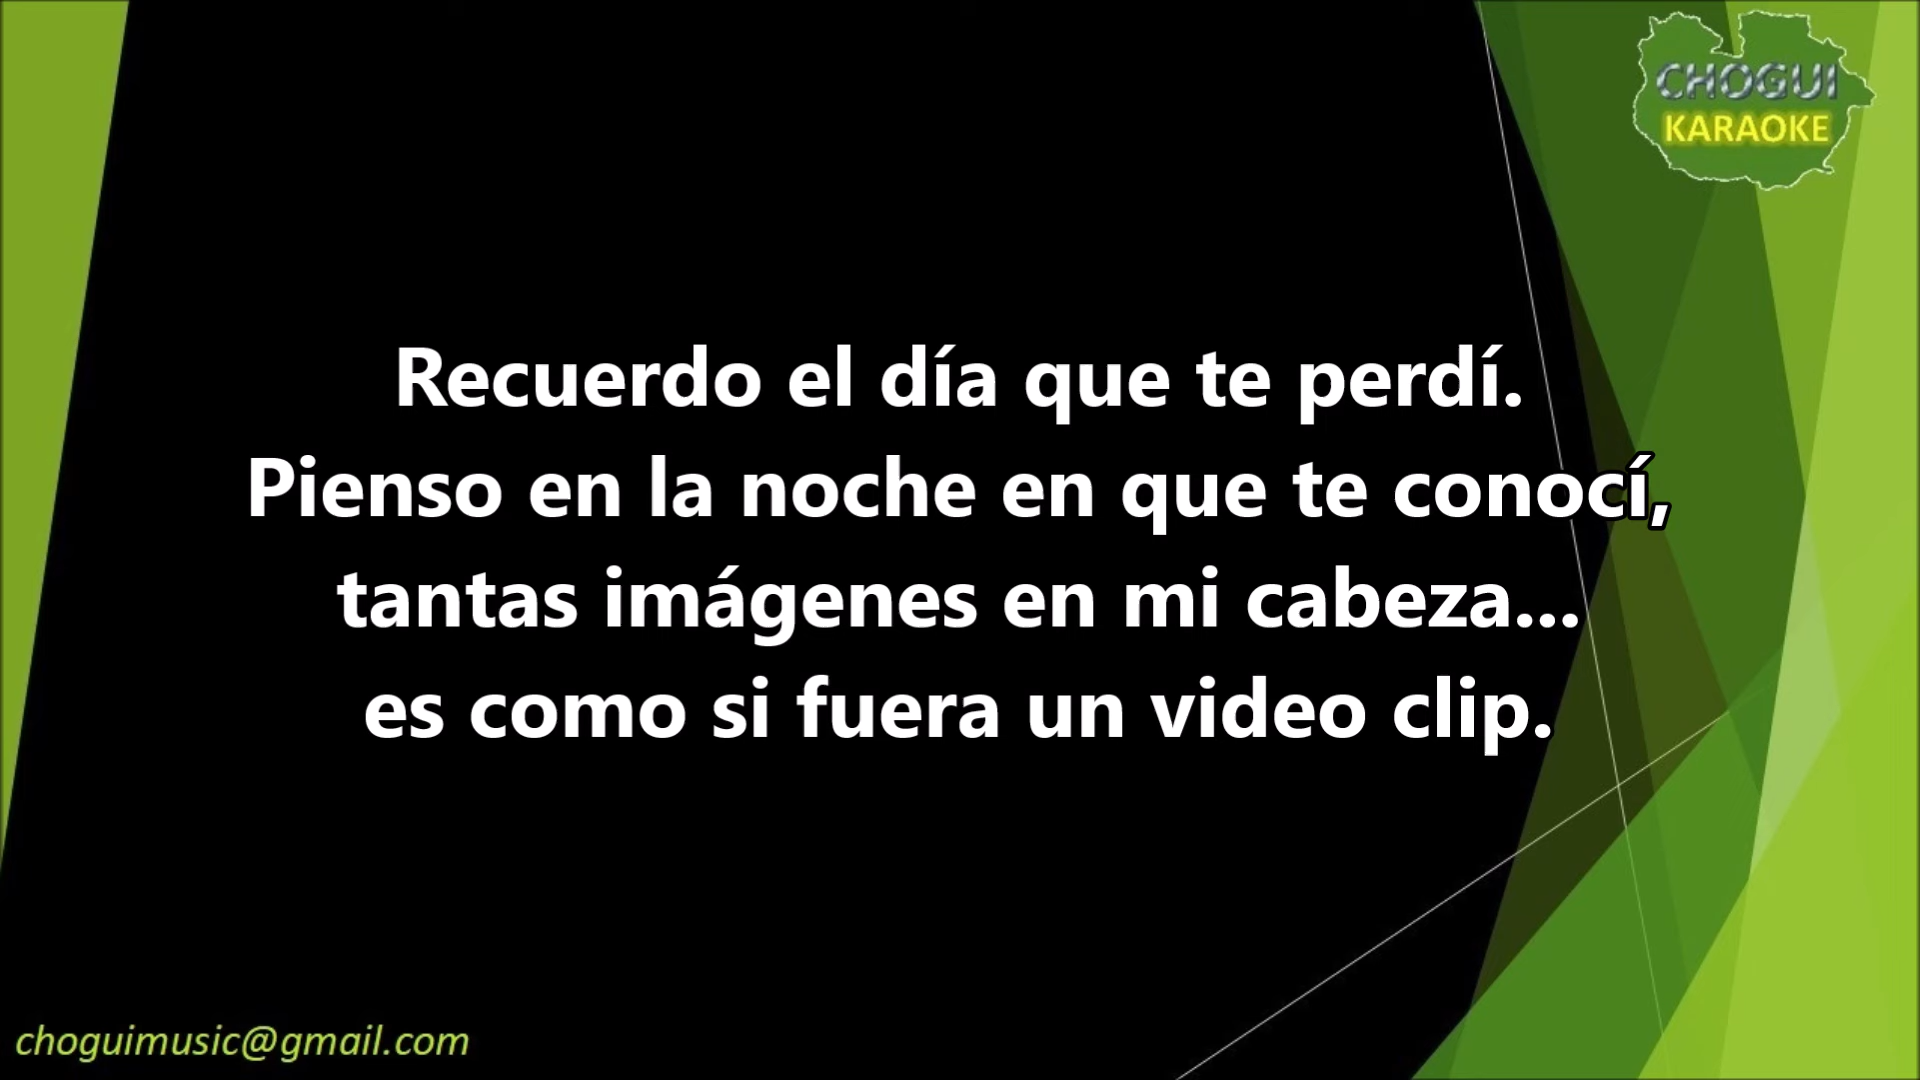 CHOGUI
KARAOKE
Recuerdo el día que te perdí.
Pienso en la noche en que te conocí,
tantas imágenes en mi cabeza...
es como si fuera un video clip.
choguimusic@gmail.com